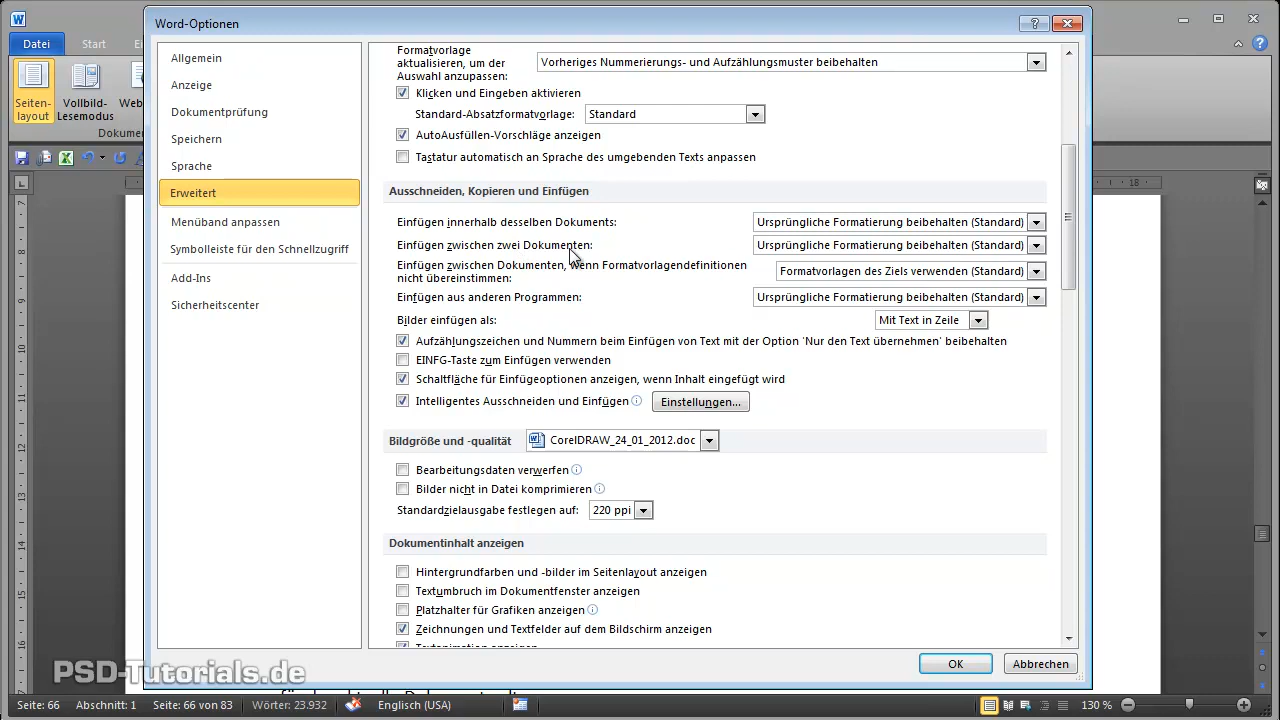 Word-Optionen
Datei
Start
Seiten-
layout
Vollbild-
Lesemodus
Allgemein
Anzeige
Dokumentprüfung
Speichern
Sprache
Erweitert
Menüband anpassen
Symbolleiste für den Schnellzugriff
Add-Ins
Sicherheitscenter
Formatvorlage
aktualisieren, um der
Auswahl anzupassen:
Vorheriges Nummerierungs- und Aufzählungsmuster beibehalten
Klicken und Eingeben aktivieren
Standard-Absatzformatvorlage: Standard
AutoAusfüllen-Vorschläge anzeigen
Tastatur automatisch an Sprache des umgebenden Texts anpassen
Ausschneiden, Kopieren und Einfügen
Einfügen innerhalb desselben Dokuments: Ursprüngliche Formatierung beibehalten (Standard)
Einfügen zwischen zwei Dokumenten: Ursprüngliche Formatierung beibehalten (Standard)
Einfügen zwischen Dokumenten, wenn Formatvorlagendefinitionen
nicht übereinstimmen:
Formatvorlagen des Ziels verwenden (Standard)
Einfügen aus anderen Programmen: Ursprüngliche Formatierung beibehalten (Standard)
Bilder einfügen als: Mit Text in Zeile
Aufzählungszeichen und Nummern beim Einfügen von Text mit der Option 'Nur den Text übernehmen' beibehalten
EINFG-Taste zum Einfügen verwenden
Schaltfläche für Einfügeoptionen anzeigen, wenn Inhalt eingefügt wird
Intelligentes Ausschneiden und Einfügen Einstellungen...
Bildgröße und -qualität CorelDRAW_24_01_2012.doc
Bearbeitungsdaten verwerfen
Bilder nicht in Datei komprimieren
Standardzielausgabe festlegen auf: 220 ppi
Dokumentinhalt anzeigen
Hintergrundfarben und -bilder im Seitenlayout anzeigen
Textumbruch im Dokumentfenster anzeigen
Platzhalter für Grafiken anzeigen
Zeichnungen und Textfelder auf dem Bildschirm anzeigen
Textanimation anzeigen
OK Abbrechen
PSD-Tutorials.de
Seite: 66 Abschnitt: 1 Seite: 66 von 83 Wörter: 23.932 Englisch (USA) 130 %